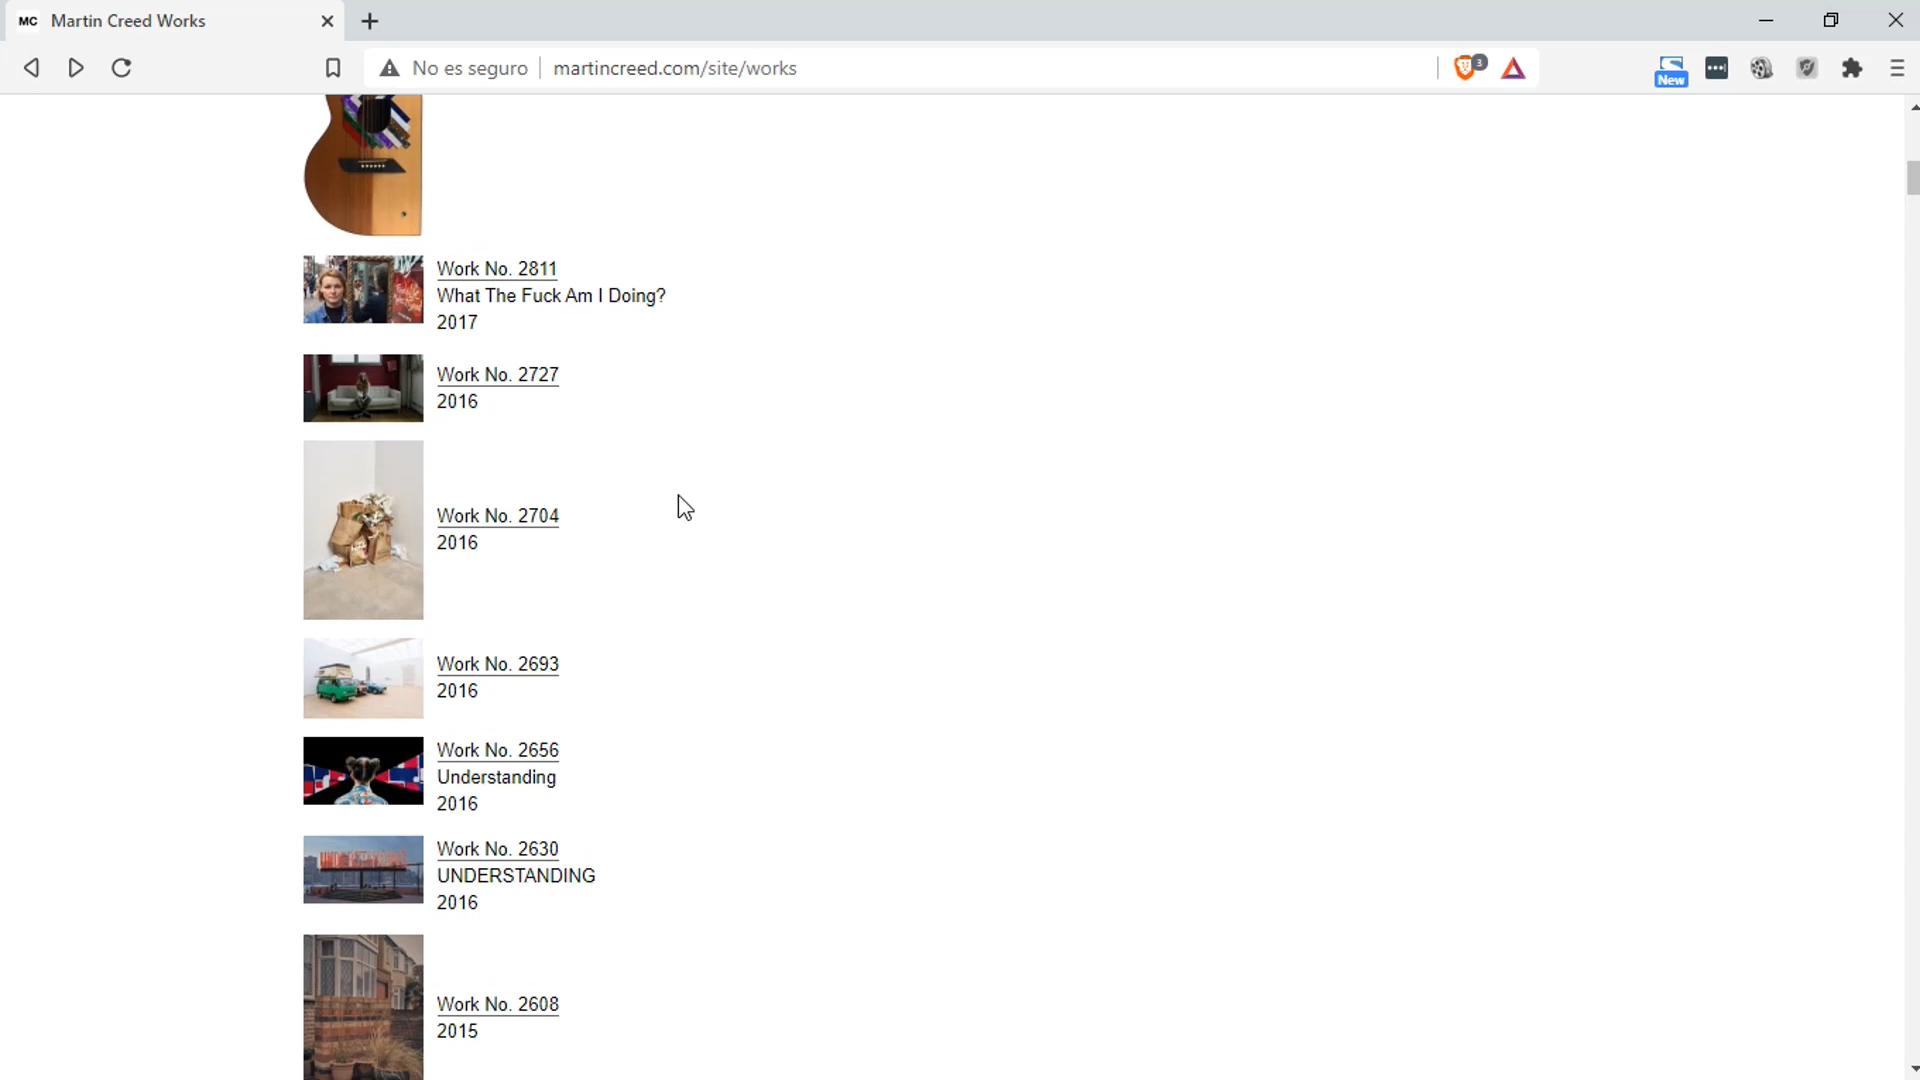 MC Martin Creed Works
No es seguro martincreed.com/site/works
3
New
Work No. 2811
What The Fuck Am I Doing?
2017
Work No. 2727
2016
Work No. 2704
2016
Work No. 2693
2016
Work No. 2656
Understanding
2016
UNDERSTANDING
Work No. 2630
UNDERSTANDING
2016
Work No. 2608
2015